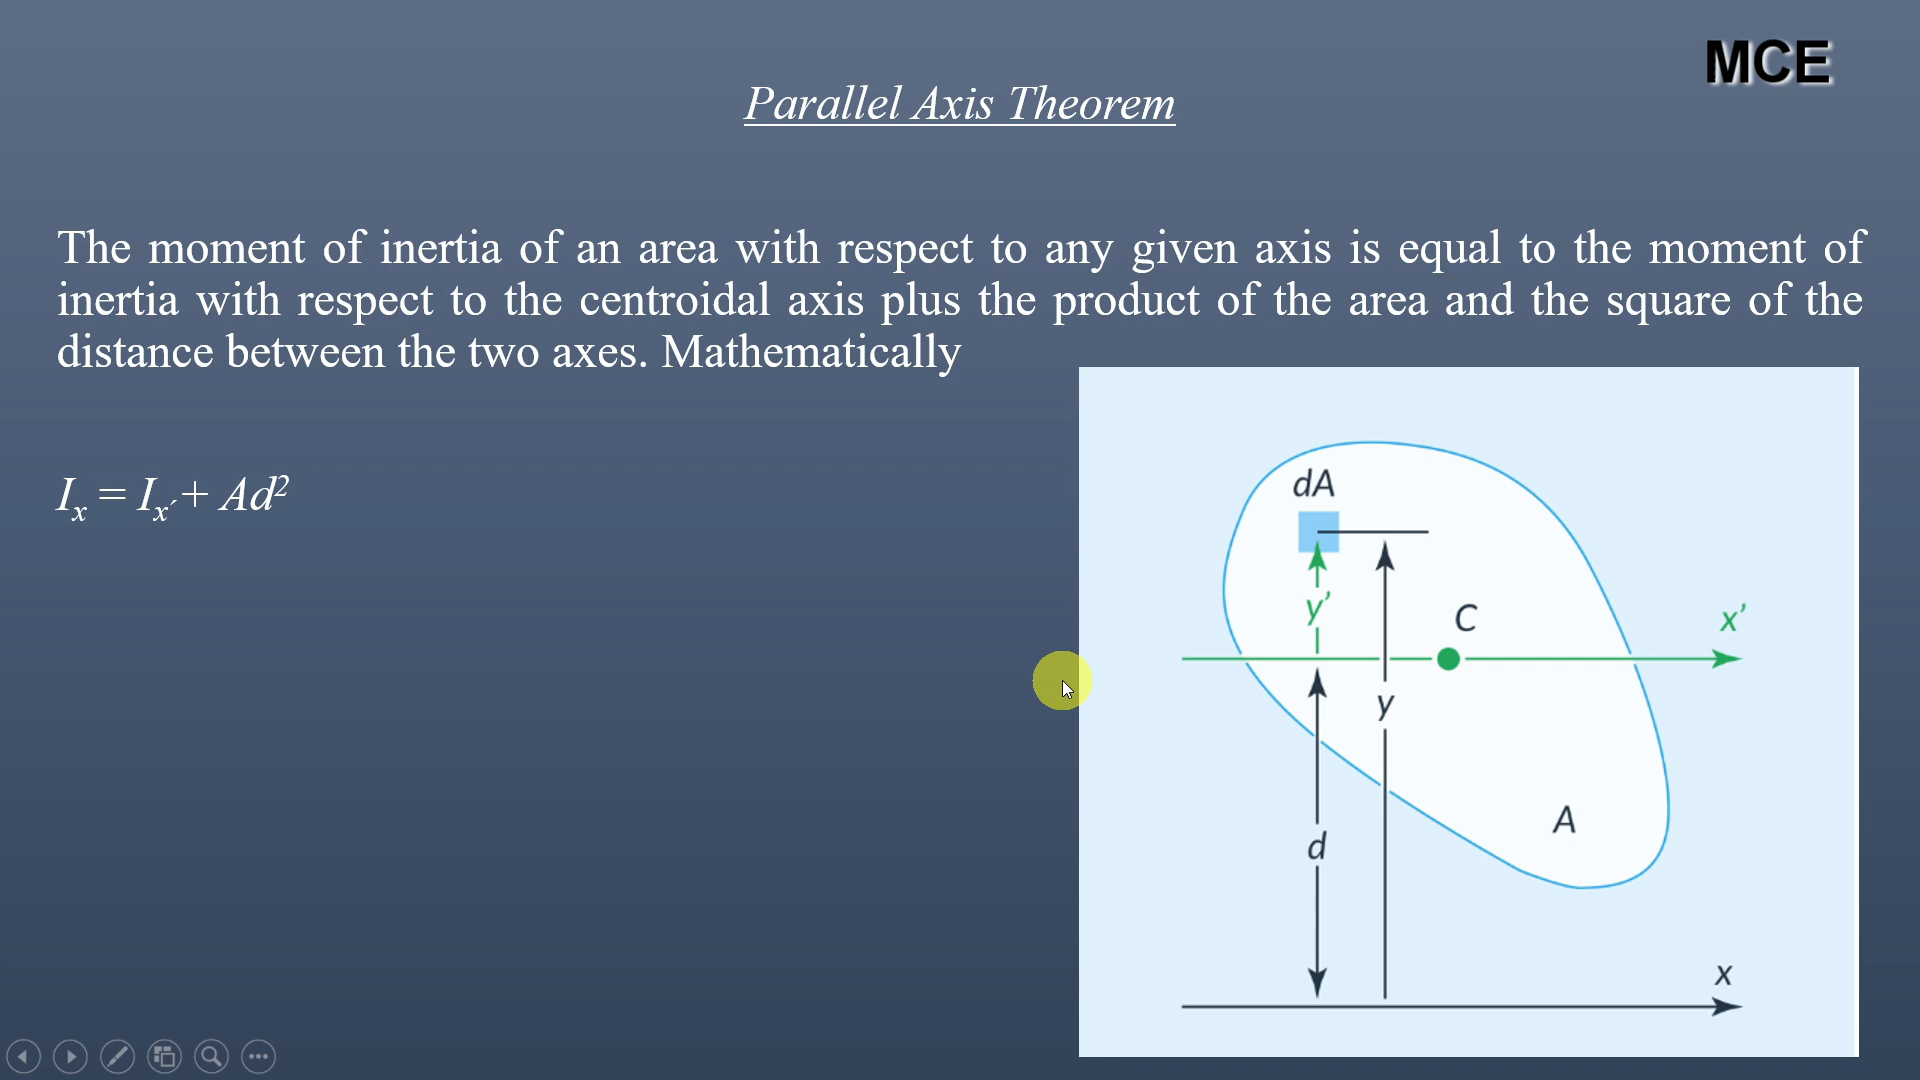 MCE
Parallel Axis Theorem
The moment of inertia of an area with respect to any given axis is equal to the moment of
inertia with respect to the centroidal axis plus the product of the area and the square of the
distance between the two axes. Mathematically
Iₓ = Iₓ´ + Ad²
dA
y’
C
x’
y
A
d
x